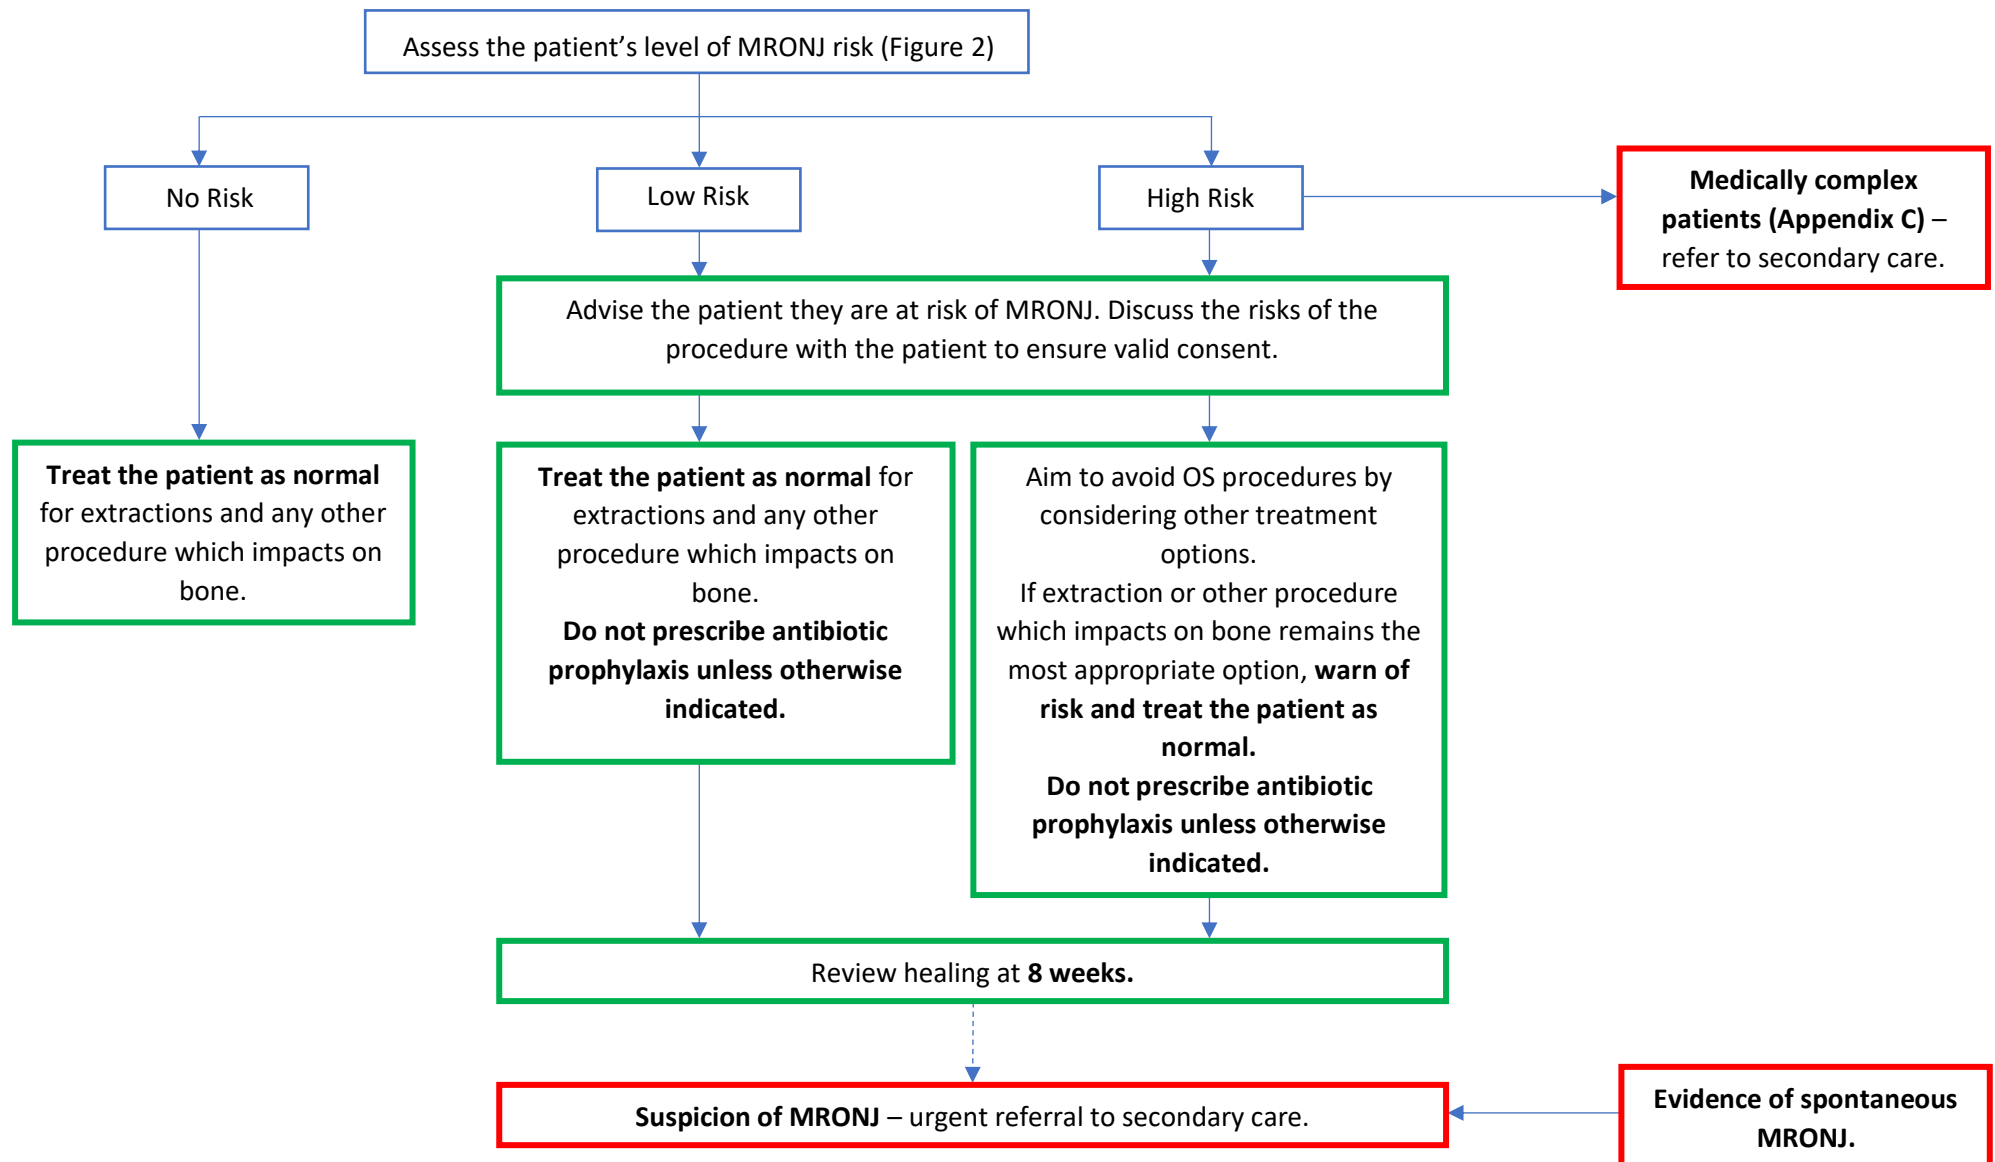 Assess the patient’s level of MRONJ risk (Figure 2)
No Risk
Low Risk
High Risk
Medically complex
patients (Appendix C) –
refer to secondary care.
Advise the patient they are at risk of MRONJ. Discuss the risks of the
procedure with the patient to ensure valid consent.
Treat the patient as normal
for extractions and any other
procedure which impacts on
bone.
Treat the patient as normal for
extractions and any other
procedure which impacts on
bone.
Do not prescribe antibiotic
prophylaxis unless otherwise
indicated.
Aim to avoid OS procedures by
considering other treatment
options.
If extraction or other procedure
which impacts on bone remains the
most appropriate option, warn of
risk and treat the patient as
normal.
Do not prescribe antibiotic
prophylaxis unless otherwise
indicated.
Review healing at 8 weeks.
Suspicion of MRONJ – urgent referral to secondary care.
Evidence of spontaneous
MRONJ.